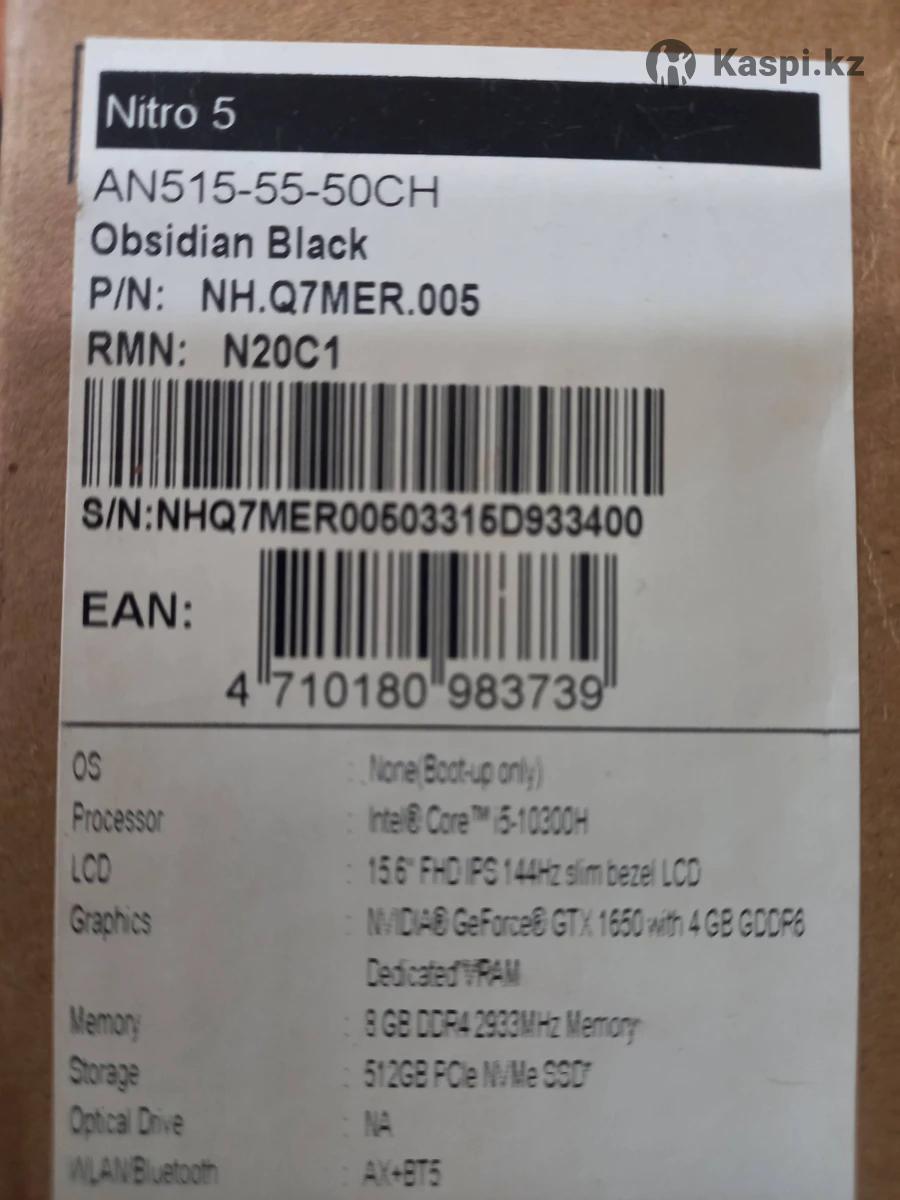 Kaspi.kz
Nitro 5
AN515-55-50CH
Obsidian Black
P/N: NH.Q7MER.005
RMN: N20C1
S/N:NHQ7MER00503315D933400
EAN:
4 710180 983739
OS : None(Boot-up only)
Processor : Intel® Core™ i5-10300H
LCD : 15.6" FHD IPS 144Hz slim bezel LCD
Graphics : NVIDIA® GeForce® GTX 1650 with 4 GB GDDR6
Dedicated VRAM
Memory : 8 GB DDR4 2933MHz Memory
Storage : 512GB PCIe NVMe SSD
Optical Drive : NA
WLAN/Bluetooth : AX+BT5